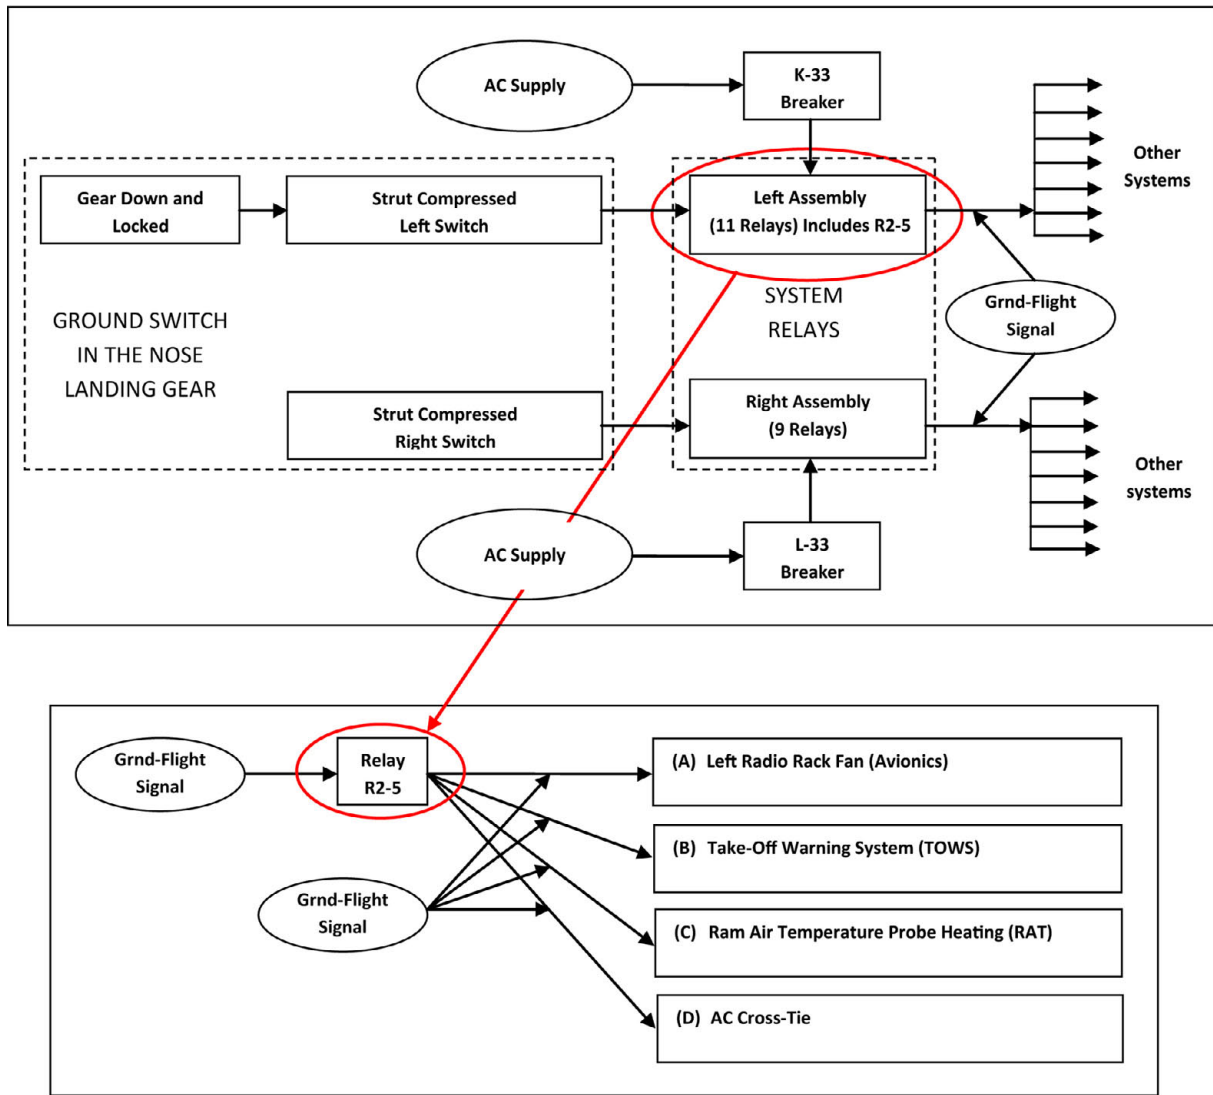 AC Supply
K-33
Breaker
Other
Systems
Gear Down and
Locked
Strut Compressed
Left Switch
Left Assembly
(11 Relays) Includes R2-5
GROUND SWITCH
IN THE NOSE
LANDING GEAR
SYSTEM
RELAYS
Grnd-Flight
Signal
Strut Compressed
Right Switch
Right Assembly
(9 Relays)
Other
systems
AC Supply
L-33
Breaker
Grnd-Flight
Signal
Relay
R2-5
(A) Left Radio Rack Fan (Avionics)
(B) Take-Off Warning System (TOWS)
Grnd-Flight
Signal
(C) Ram Air Temperature Probe Heating (RAT)
(D) AC Cross-Tie